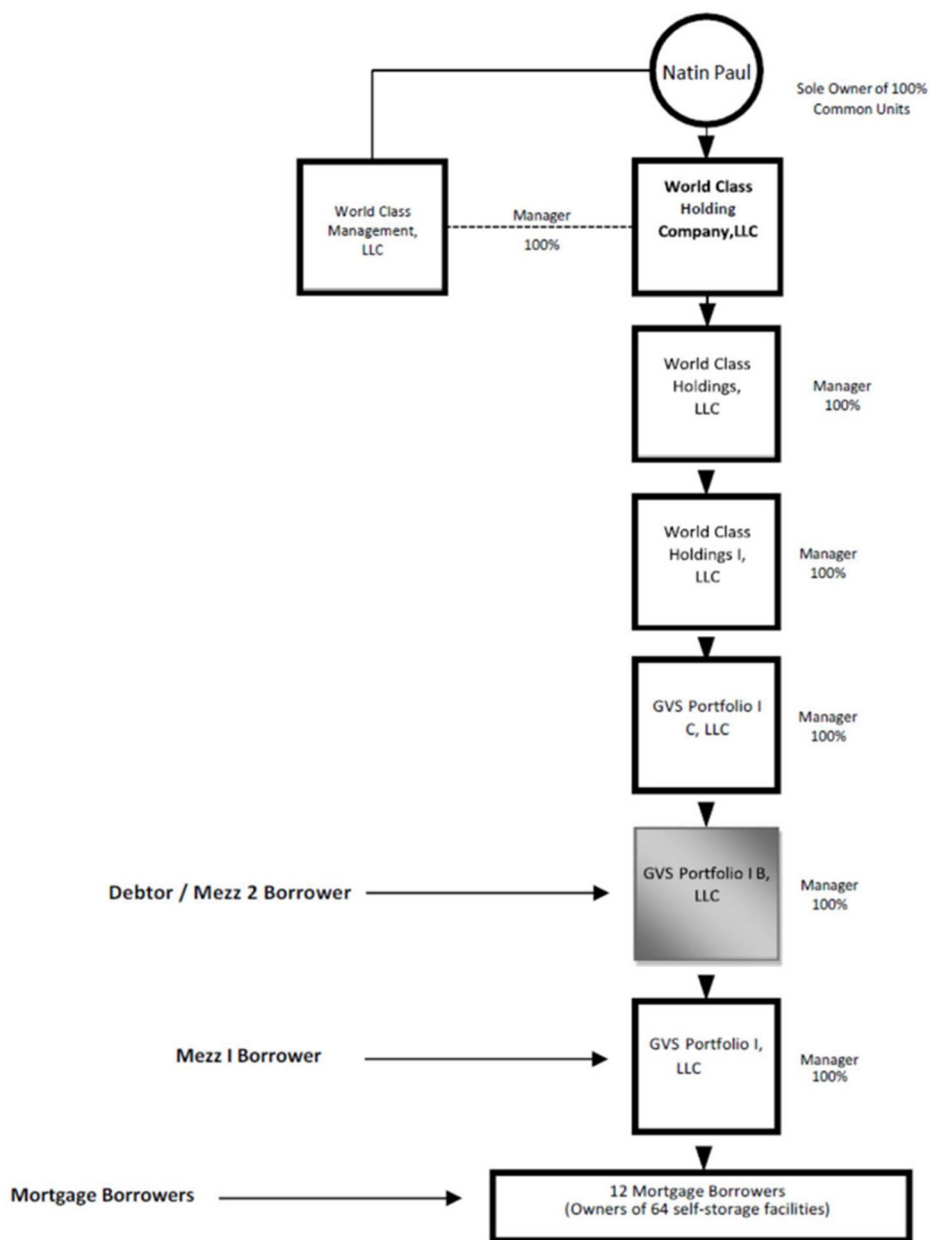 Natin Paul
Sole Owner of 100%
Common Units
World Class
Management,
LLC
Manager
100%
World Class
Holding
Company,LLC
World Class
Holdings,
LLC
Manager
100%
World Class
Holdings I,
LLC
Manager
100%
GVS Portfolio I
C, LLC
Manager
100%
Debtor / Mezz 2 Borrower
GVS Portfolio I B,
LLC
Manager
100%
Mezz I Borrower
GVS Portfolio I,
LLC
Manager
100%
Mortgage Borrowers
12 Mortgage Borrowers
(Owners of 64 self-storage facilities)